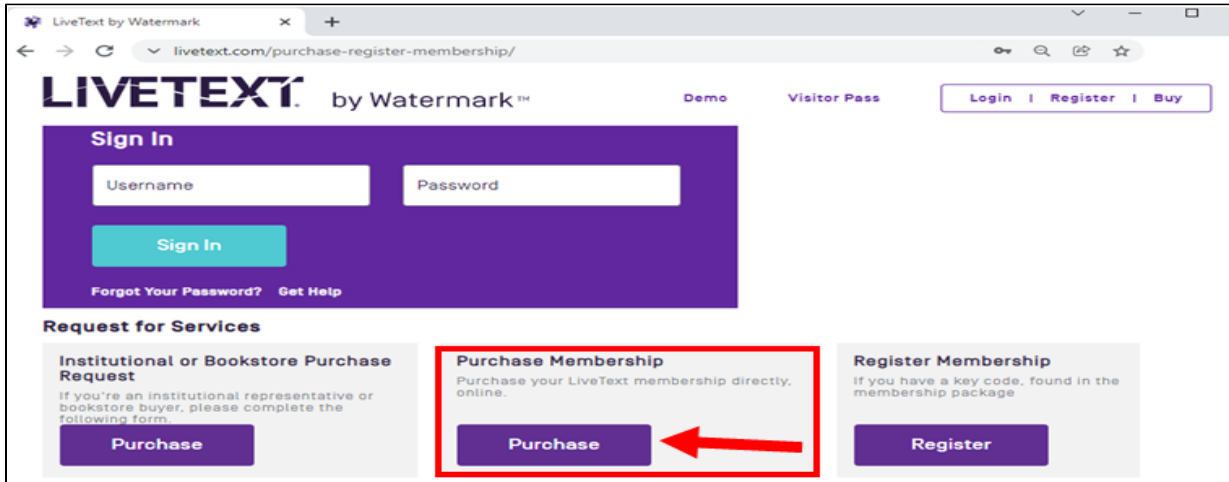 LiveText by Watermark
livetext.com/purchase-register-membership/
LIVETEXT. by Watermark™
Demo
Visitor Pass
Login | Register | Buy
Sign In
Username
Password
Sign In
Forgot Your Password? Get Help
Request for Services
Institutional or Bookstore Purchase
Request
If you're an institutional representative or
bookstore buyer, please complete the
following form.
Purchase
Purchase Membership
Purchase your LiveText membership directly,
online.
Purchase
Register Membership
If you have a key code, found in the
membership package
Register